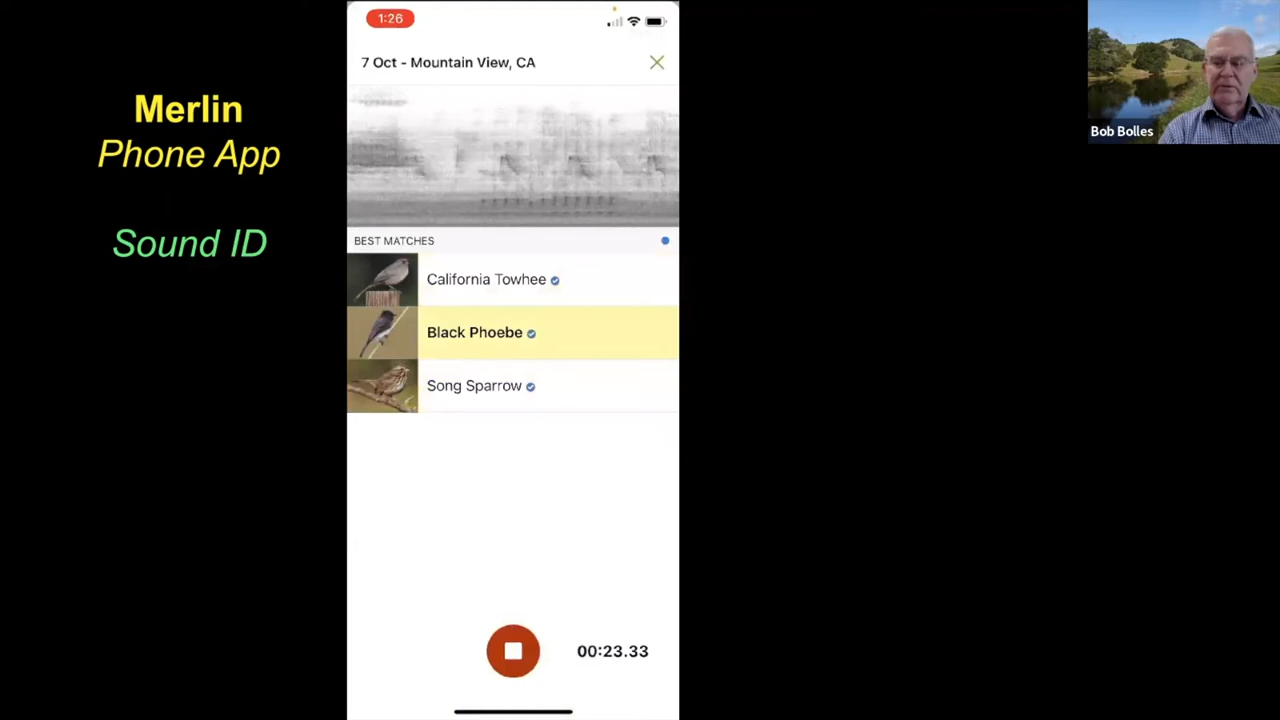 Merlin
Phone App
Sound ID
1:26
7 Oct - Mountain View, CA
BEST MATCHES
California Towhee
Black Phoebe
Song Sparrow
00:23.33
Bob Bolles